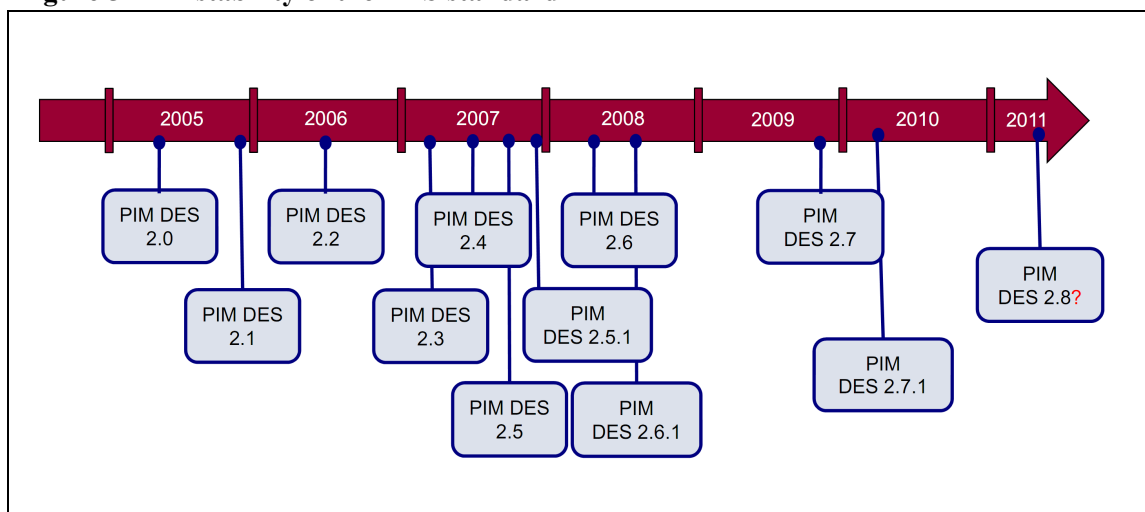 2005 2006 2007 2008 2009 2010 2011
PIM DES
2.0
PIM DES
2.1
PIM DES
2.2
PIM DES
2.3
PIM DES
2.4
PIM DES
2.5
PIM
DES 2.5.1
PIM DES
2.6
PIM
DES 2.6.1
PIM
DES 2.7
PIM
DES 2.7.1
PIM
DES 2.8?